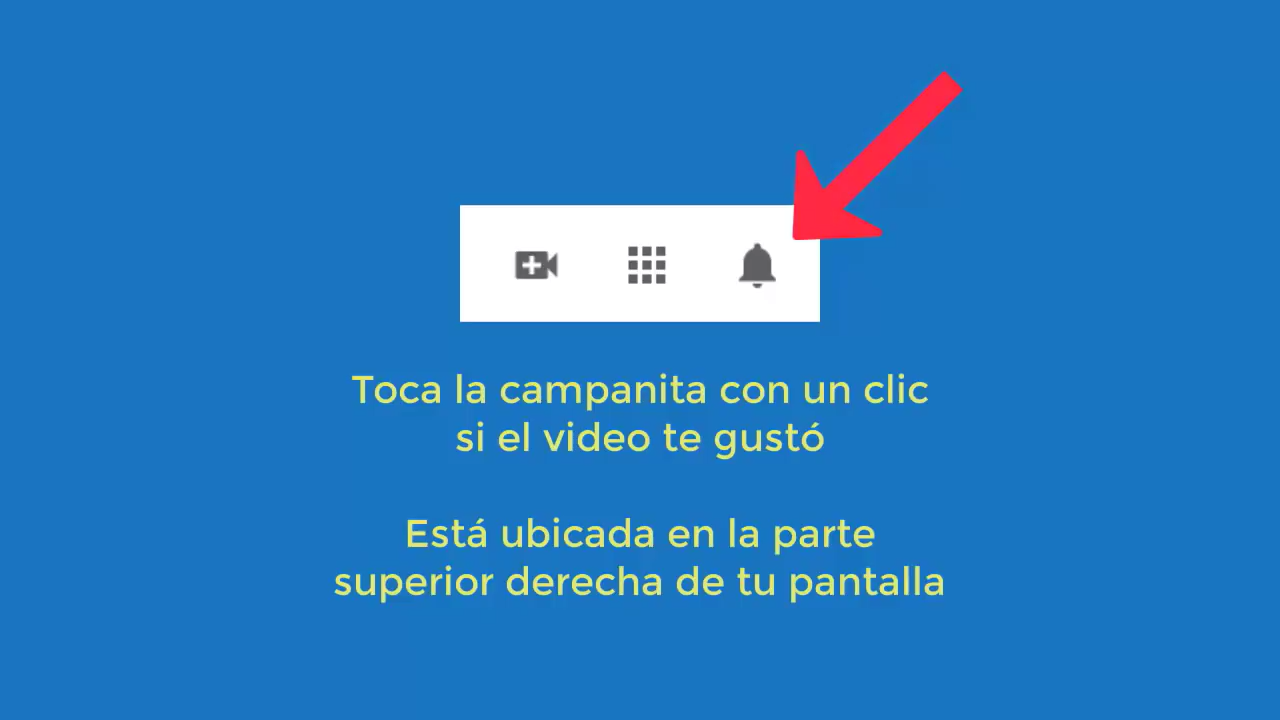 Toca la campanita con un clic
si el video te gustó
Está ubicada en la parte
superior derecha de tu pantalla